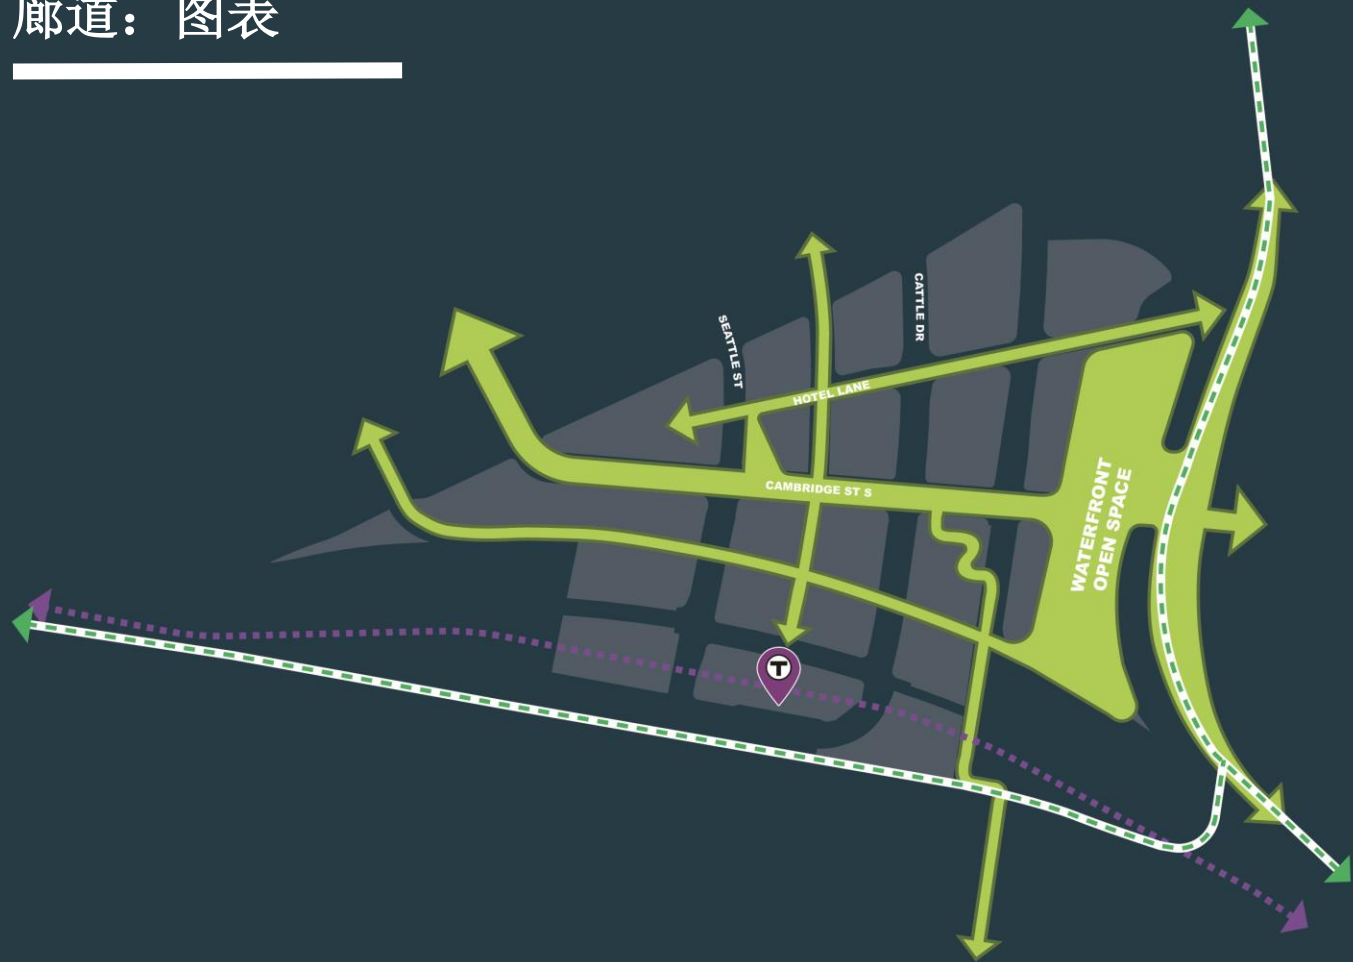 廊道：图表
CATTLE DR
SEATTLE ST
HOTEL LANE
CAMBRIDGE ST S
WATERFRONT
OPEN SPACE
T